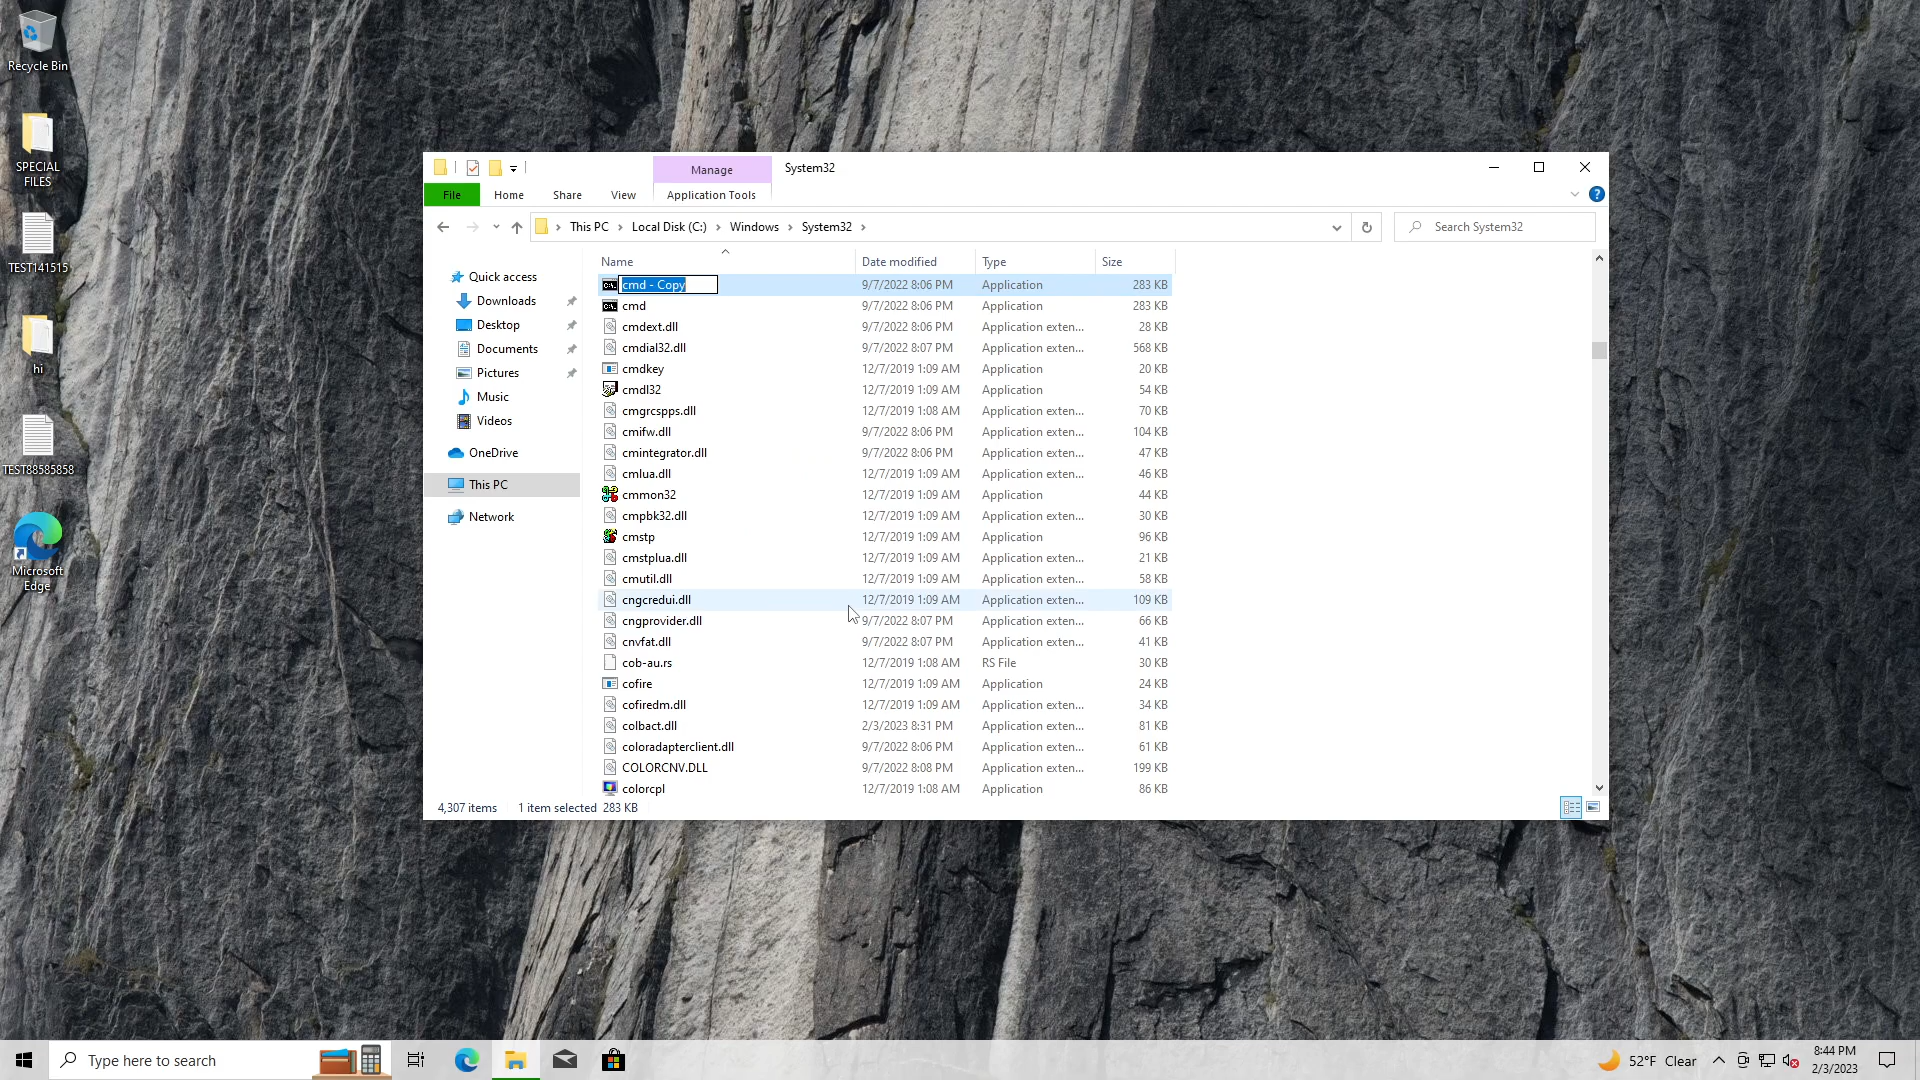 Recycle Bin
SPECIAL
FILES
TEST141515
hi
TEST88585858
Microsoft
Edge
Manage
System32
File
Home
Share
View
Application Tools
?
This PC
Local Disk (C:)
Windows
System32
Search System32
Quick access
Downloads
Desktop
Documents
Pictures
Music
Videos
OneDrive
This PC
Network
Name Date modified Type Size
cmd - Copy 9/7/2022 8:06 PM Application 283 KB
cmd 9/7/2022 8:06 PM Application 283 KB
cmdext.dll 9/7/2022 8:06 PM Application exten... 28 KB
cmdial32.dll 9/7/2022 8:07 PM Application exten... 568 KB
cmdkey 12/7/2019 1:09 AM Application 20 KB
cmdl32 12/7/2019 1:09 AM Application 54 KB
cmgrcspps.dll 12/7/2019 1:08 AM Application exten... 70 KB
cmifw.dll 9/7/2022 8:06 PM Application exten... 104 KB
cmintegrator.dll 9/7/2022 8:06 PM Application exten... 47 KB
cmlua.dll 12/7/2019 1:09 AM Application exten... 46 KB
cmmon32 12/7/2019 1:09 AM Application 44 KB
cmpbk32.dll 12/7/2019 1:09 AM Application exten... 30 KB
cmstp 12/7/2019 1:09 AM Application 96 KB
cmstplua.dll 12/7/2019 1:09 AM Application exten... 21 KB
cmutil.dll 12/7/2019 1:09 AM Application exten... 58 KB
cngcredui.dll 12/7/2019 1:09 AM Application exten... 109 KB
cngprovider.dll 9/7/2022 8:07 PM Application exten... 66 KB
cnvfat.dll 9/7/2022 8:07 PM Application exten... 41 KB
cob-au.rs 12/7/2019 1:08 AM RS File 30 KB
cofire 12/7/2019 1:09 AM Application 24 KB
cofiredm.dll 12/7/2019 1:09 AM Application exten... 34 KB
colbact.dll 2/3/2023 8:31 PM Application exten... 81 KB
coloradapterclient.dll 9/7/2022 8:06 PM Application exten... 61 KB
COLORCNV.DLL 9/7/2022 8:08 PM Application exten... 199 KB
colorcpl 12/7/2019 1:08 AM Application 86 KB
4,307 items 1 item selected 283 KB
Type here to search
52°F Clear
8:44 PM
2/3/2023